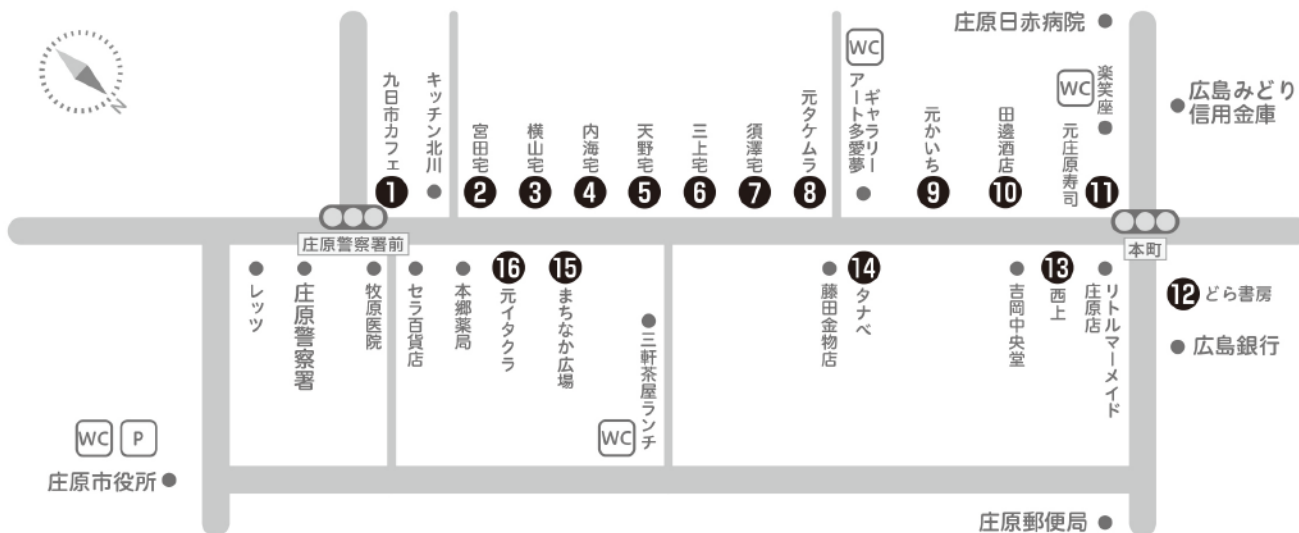 庄原日赤病院
WC
WC
楽笑座
広島みどり
信用金庫
九日市カフェ
キッチン北川
宮田宅
横山宅
内海宅
天野宅
三上宅
須澤宅
元タケムラ
ギャラリー
アート多愛夢
元かいち
田邊酒店
元庄原寿司
N
1
2
3
4
5
6
7
8
9
10
11
庄原警察署前
本町
レッツ
庄原警察署
牧原医院
セラ百貨店
本郷薬局
16
元イタクラ
15
まちなか広場
三軒茶屋ランチ
WC
藤田金物店
14
タナベ
吉岡中央堂
13
西上
リトルマーメイド
庄原店
12
どら書房
広島銀行
WC
P
庄原市役所
庄原郵便局